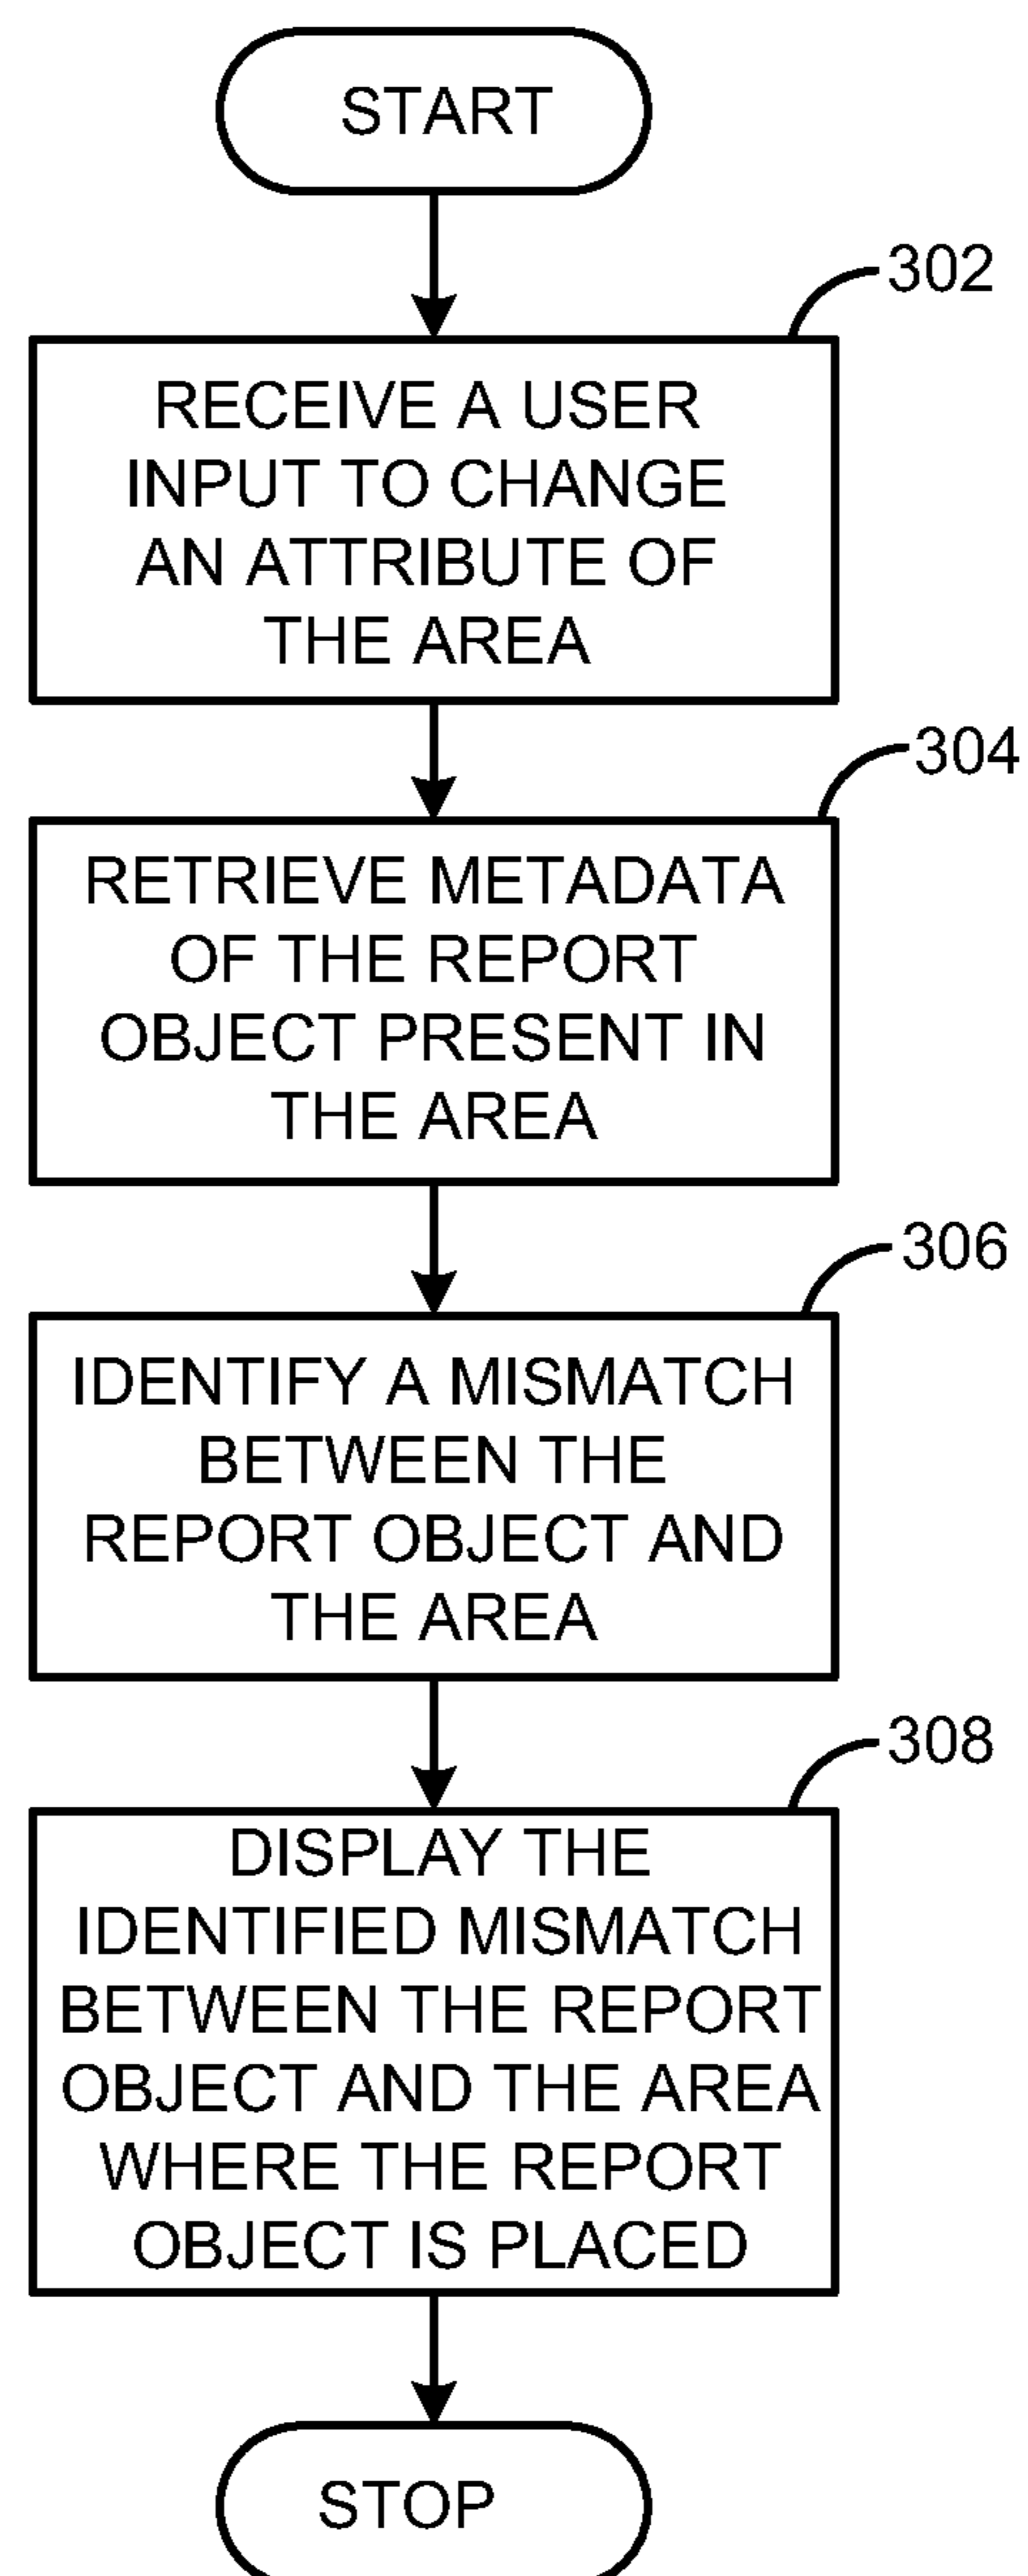 START
302
RECEIVE A USER
INPUT TO CHANGE
AN ATTRIBUTE OF
THE AREA
304
RETRIEVE METADATA
OF THE REPORT
OBJECT PRESENT IN
THE AREA
306
IDENTIFY A MISMATCH
BETWEEN THE
REPORT OBJECT AND
THE AREA
308
DISPLAY THE
IDENTIFIED MISMATCH
BETWEEN THE REPORT
OBJECT AND THE AREA
WHERE THE REPORT
OBJECT IS PLACED
STOP